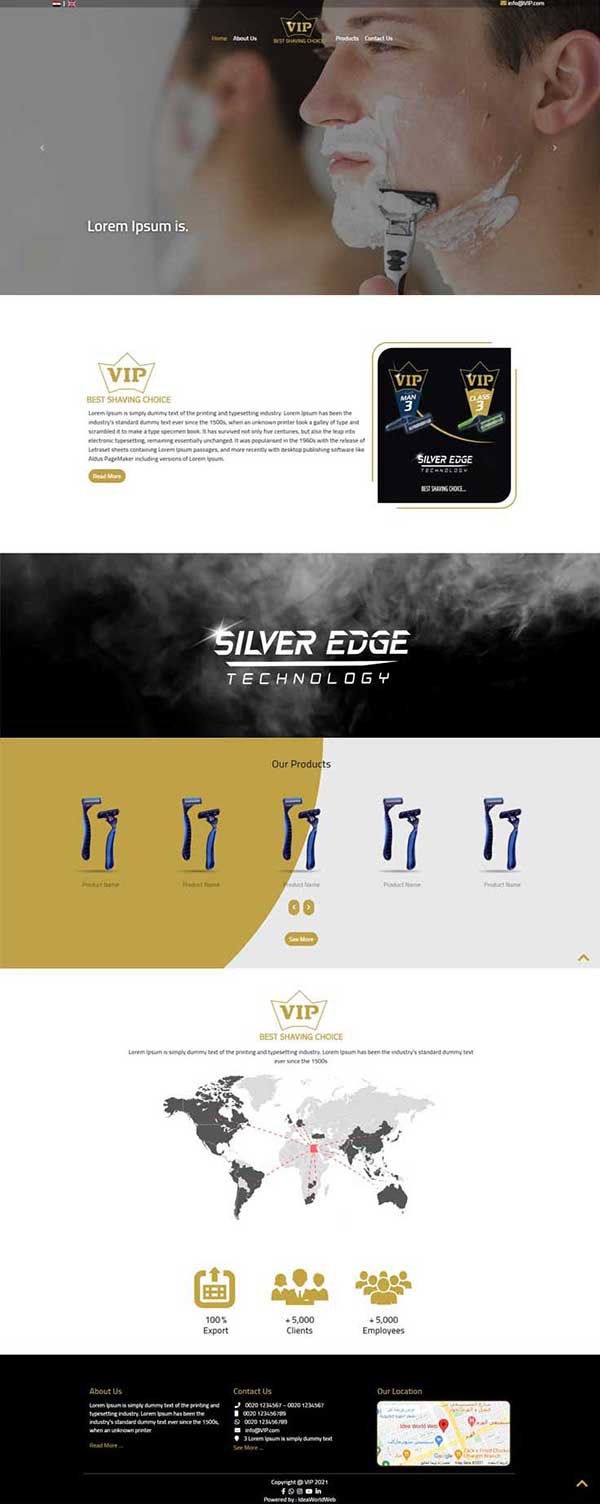 info@VIP.com
VIP
BEST SHAVING CHOICE
Home About Us Products Contact Us
Lorem Ipsum is.
VIP
BEST SHAVING CHOICE
Lorem Ipsum is simply dummy text of the printing and typesetting industry. Lorem Ipsum has been the
industry's standard dummy text ever since the 1500s, when an unknown printer took a galley of type and
scrambled it to make a type specimen book. It has survived not only five centuries, but also the leap into
electronic typesetting, remaining essentially unchanged. It was popularised in the 1960s with the release of
Letraset sheets containing Lorem Ipsum passages, and more recently with desktop publishing software like
Aldus PageMaker including versions of Lorem Ipsum.
Read More
VIP
MAN
3
VIP
CLASS
3
SILVER EDGE
TECHNOLOGY
BEST SHAVING CHOICE...
SILVER EDGE
TECHNOLOGY
Our Products
Product Name Product Name Product Name Product Name Product Name
See More
VIP
BEST SHAVING CHOICE
Lorem Ipsum is simply dummy text of the printing and typesetting industry. Lorem Ipsum has been the industry's standard dummy text
ever since the 1500s
100 %
Export
+ 5,000
Clients
+ 5,000
Employees
About Us
Lorem Ipsum is simply dummy text of the
printing and typesetting industry. Lorem
Ipsum has been the industry's standard
dummy text ever since the 1500s,
when an unknown printer
Read More ...
Contact Us
0020 1234567 – 0020 1234567
0020 123456789
0020 123456789
info@VIP.com
3 Lorem Ipsum is simply dummy text
See More ...
Our Location
Idea World Web
Google
Copyright @ VIP 2021
Powered by : IdeaWorldWeb